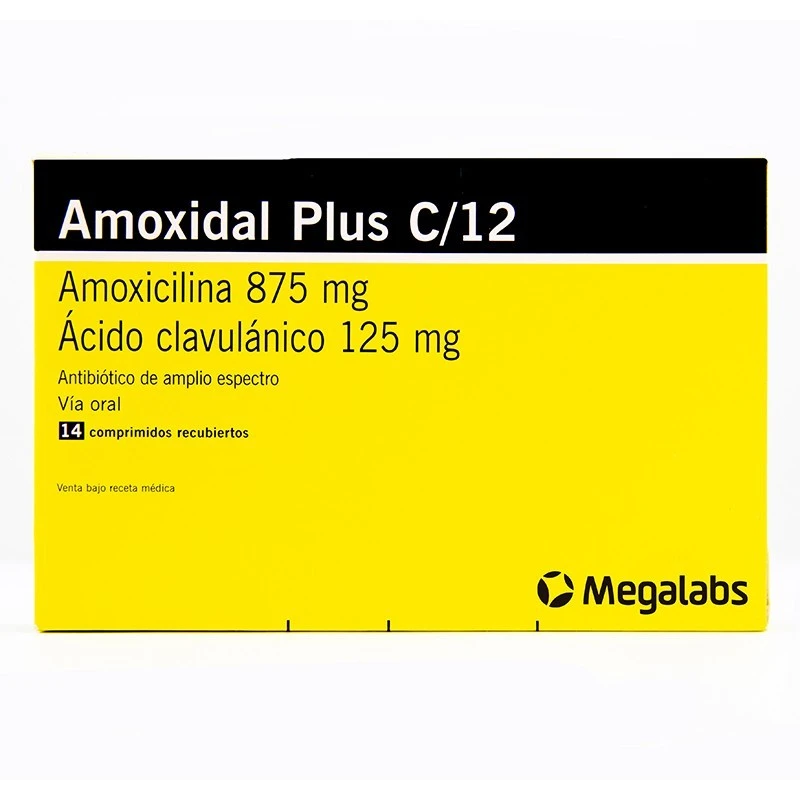 Amoxidal Plus C/12
Amoxicilina 875 mg
Ácido clavulánico 125 mg
Antibiótico de amplio espectro
Vía oral
14 comprimidos recubiertos
Venta bajo receta médica
Megalabs